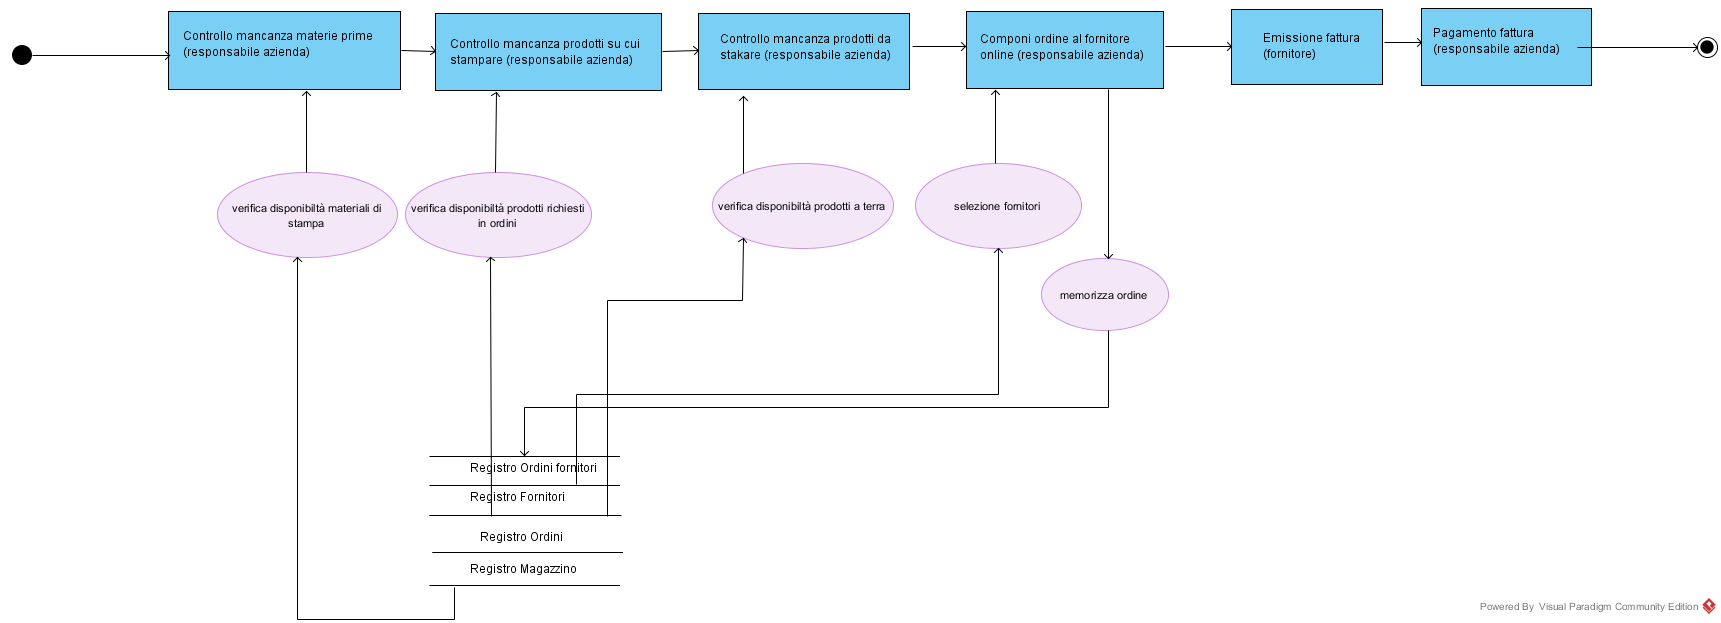 Controllo mancanza materie prime
(responsabile azienda)
Controllo mancanza prodotti su cui
stampare (responsabile azienda)
Controllo mancanza prodotti da
stakare (responsabile azienda)
Componi ordine al fornitore
online (responsabile azienda)
Emissione fattura
(fornitore)
Pagamento fattura
(responsabile azienda)
verifica disponibiltà materiali di
stampa
verifica disponibiltà prodotti richiesti
in ordini
verifica disponibiltà prodotti a terra
selezione fornitori
memorizza ordine
Registro Ordini fornitori
Registro Fornitori
Registro Ordini
Registro Magazzino
Powered By Visual Paradigm Community Edition